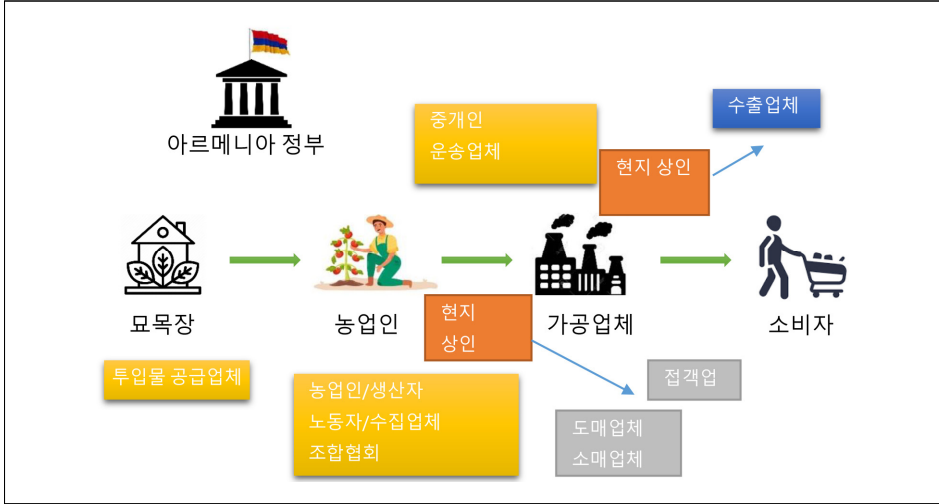 아르메니아 정부
중개인
운송업체
수출업체
현지 상인
묘목장
농업인
가공업체
소비자
현지
상인
투입물 공급업체
농업인/생산자
노동자/수집업체
조합협회
접객업
도매업체
소매업체